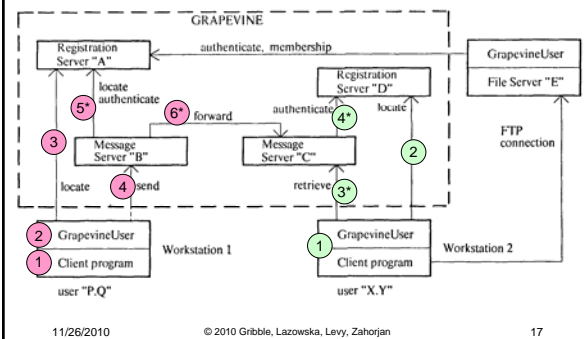 GRAPEVINE
Registration
Server "A"
authenticate, membership
GrapevineUser
File Server "E"
Registration
Server "D"
locate
authenticate
5*
6*
forward
authenticate
4*
locate
FTP
connection
3
2
Message
Server "B"
Message
Server "C"
locate
4
send
retrieve
3*
2
GrapevineUser
1
Client program
Workstation 1
1
GrapevineUser
Client program
Workstation 2
user "P.Q"
user "X.Y"
11/26/2010
© 2010 Gribble, Lazowska, Levy, Zahorjan
17